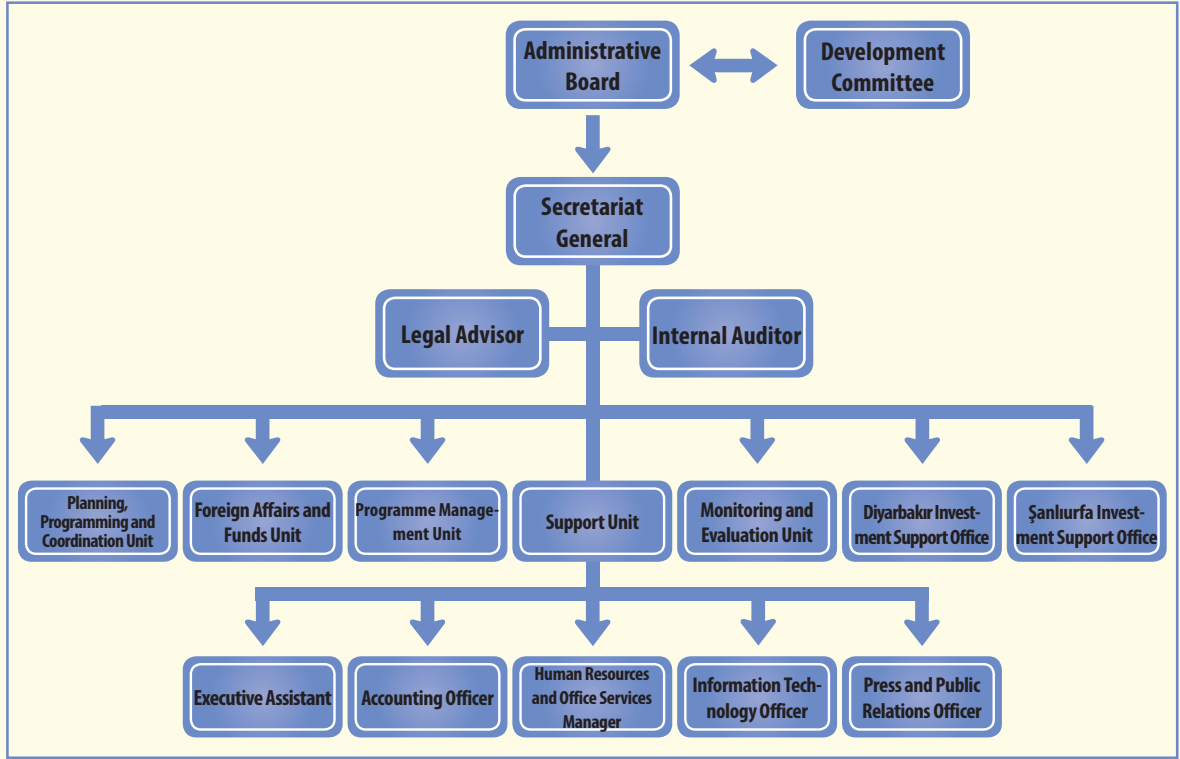 Administrative
Board
Development
Committee
Secretariat
General
Legal Advisor
Internal Auditor
Planning,
Programming and
Coordination Unit
Foreign Affairs and
Funds Unit
Programme Manage-
ment Unit
Support Unit
Monitoring and
Evaluation Unit
Diyarbakır Invest-
ment Support Office
Şanlıurfa Invest-
ment Support Office
Executive Assistant
Accounting Officer
Human Resources
and Office Services
Manager
Information Tech-
nology Officer
Press and Public
Relations Officer